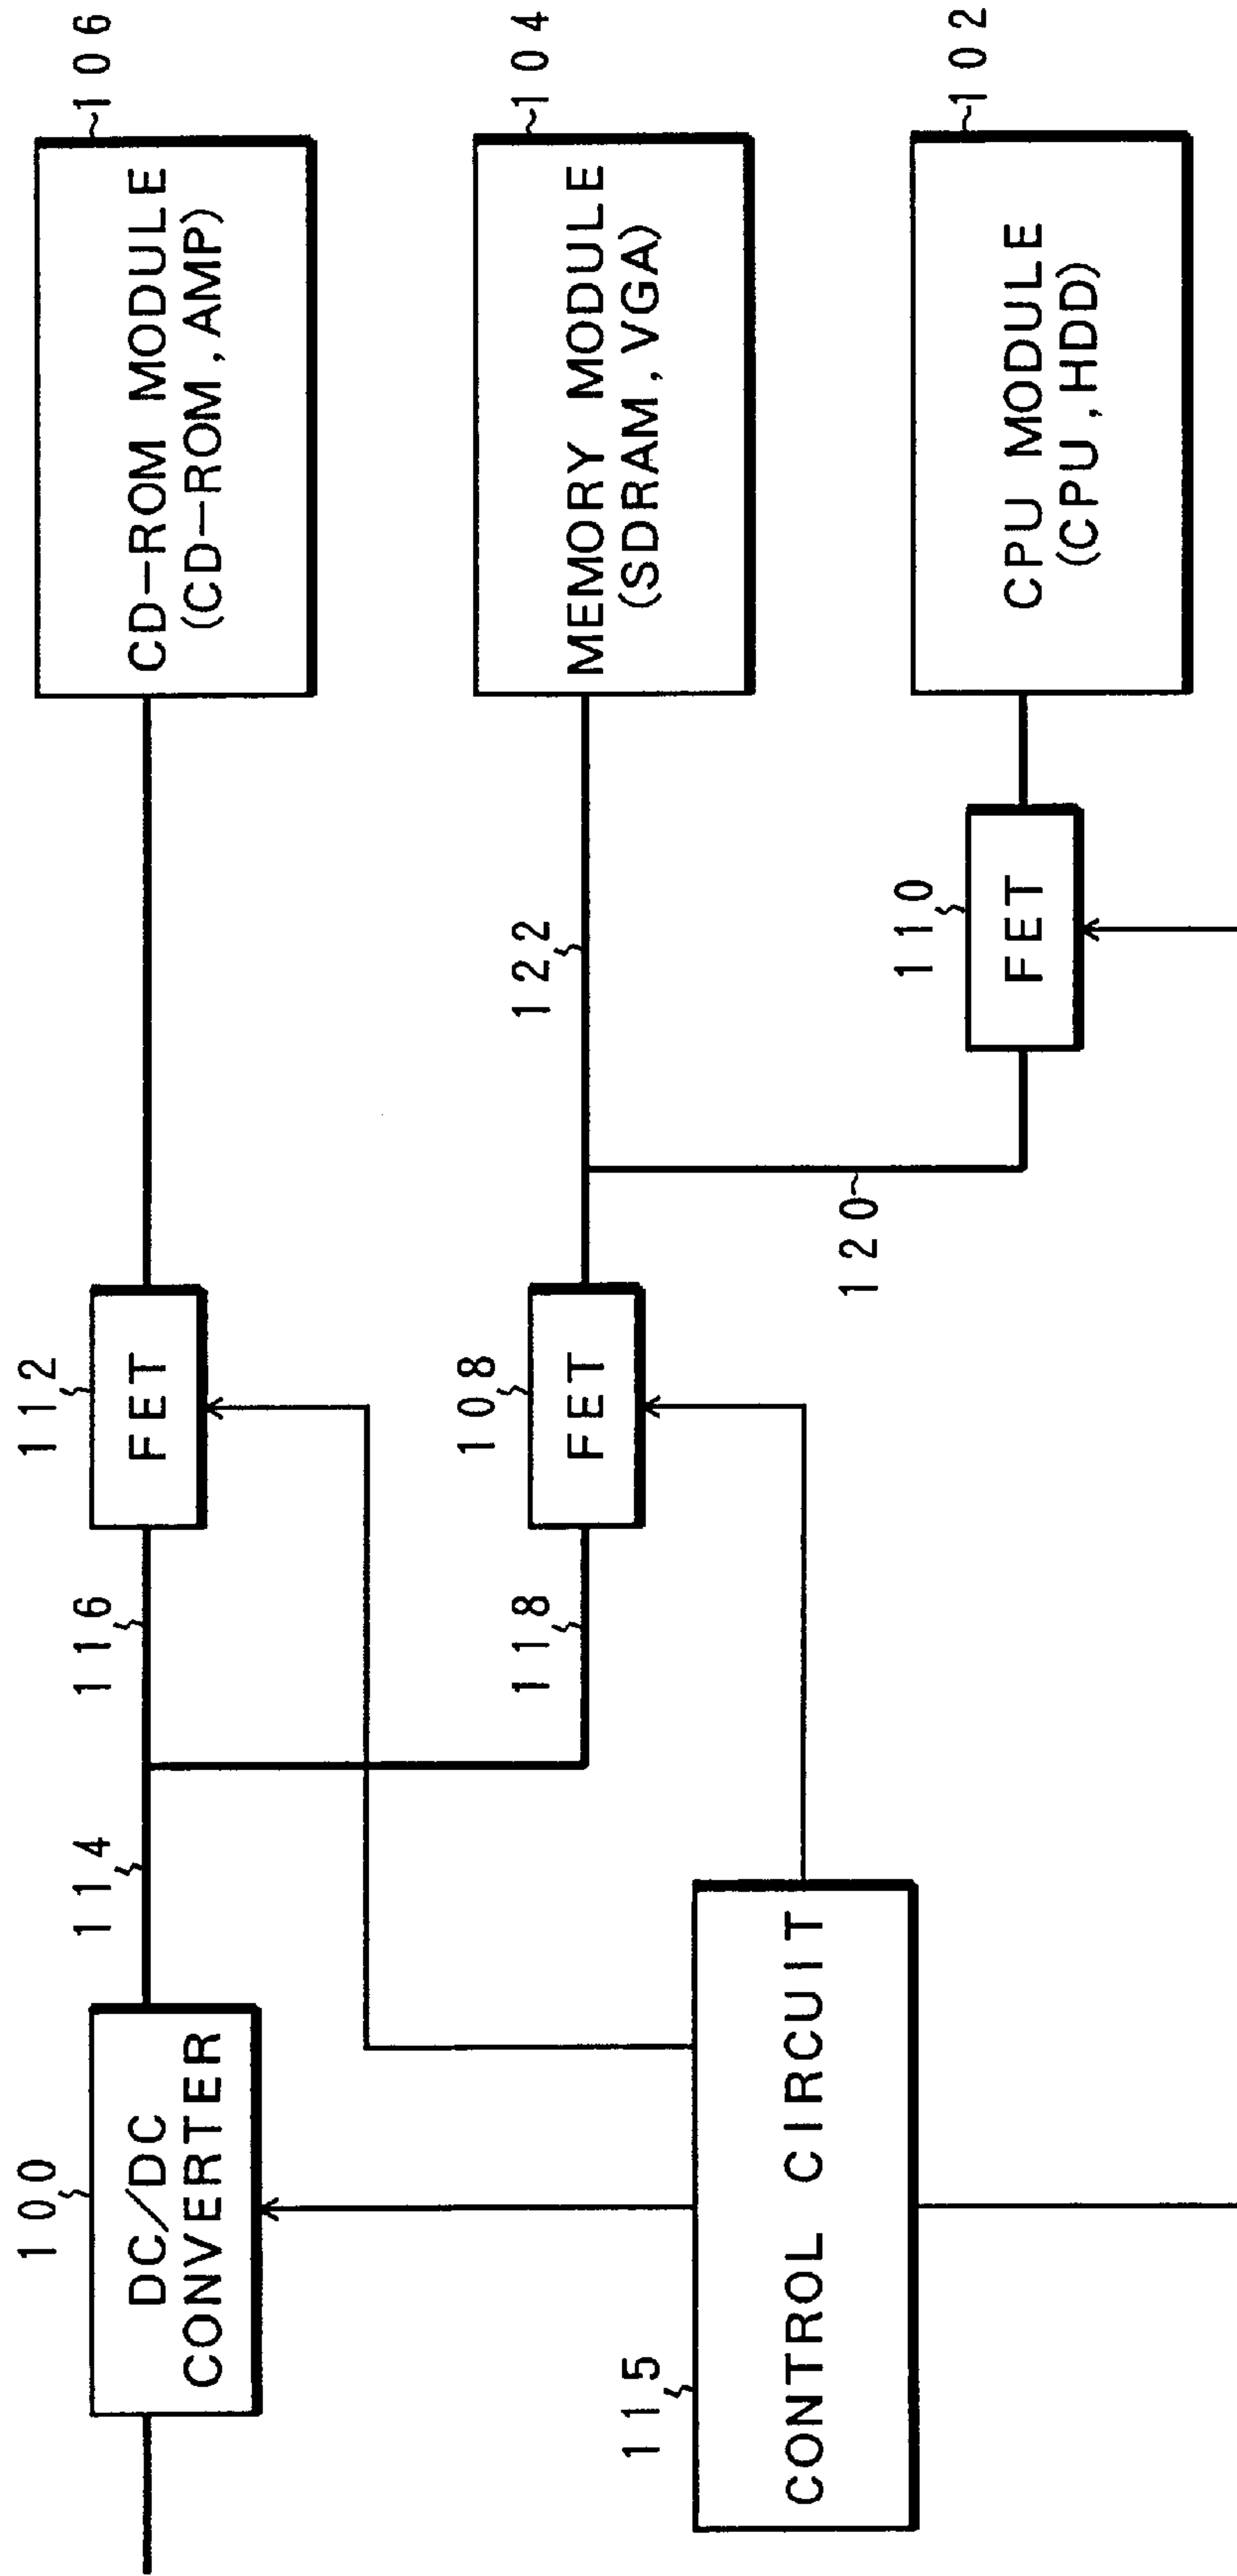 100
DC/DC
CONVERTER
114
116
112
FET
106
CD-ROM MODULE
(CD-ROM, AMP)
118
108
FET
122
104
MEMORY MODULE
(SDRAM, VGA)
115
CONTROL CIRCUIT
120
110
FET
102
CPU MODULE
(CPU, HDD)